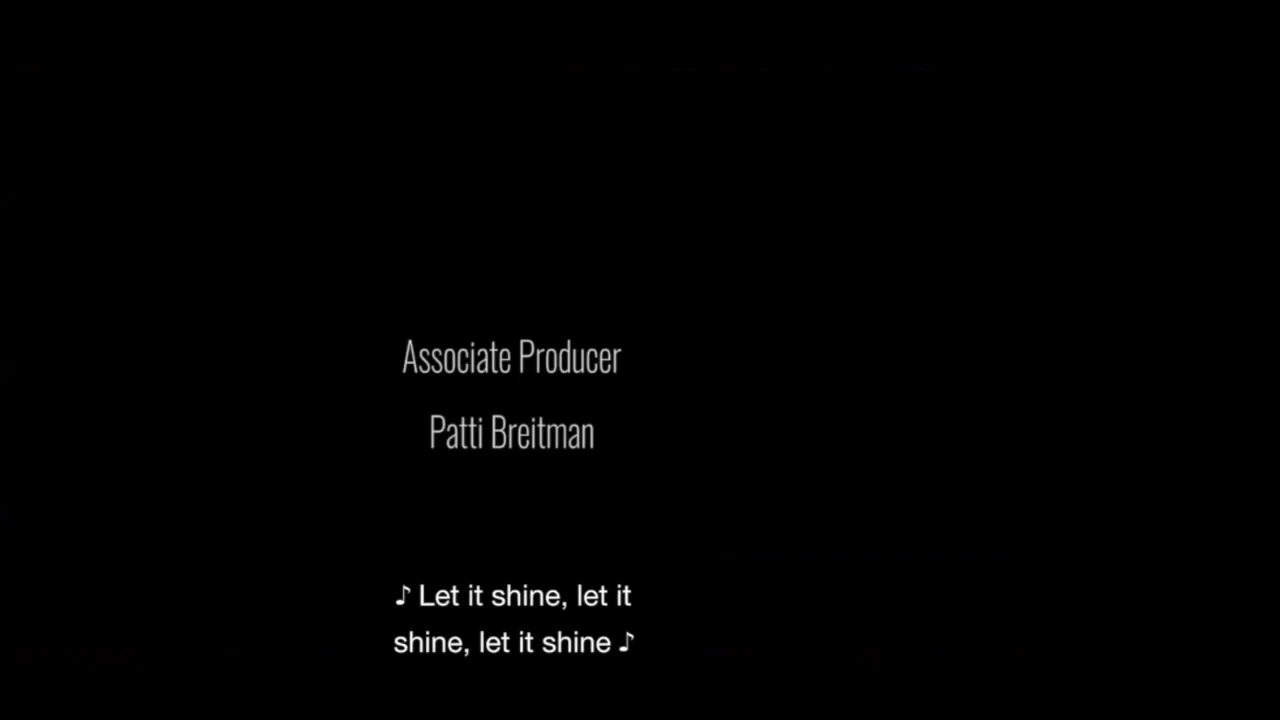 Associate Producer
Patti Breitman
♪ Let it shine, let it
shine, let it shine ♪